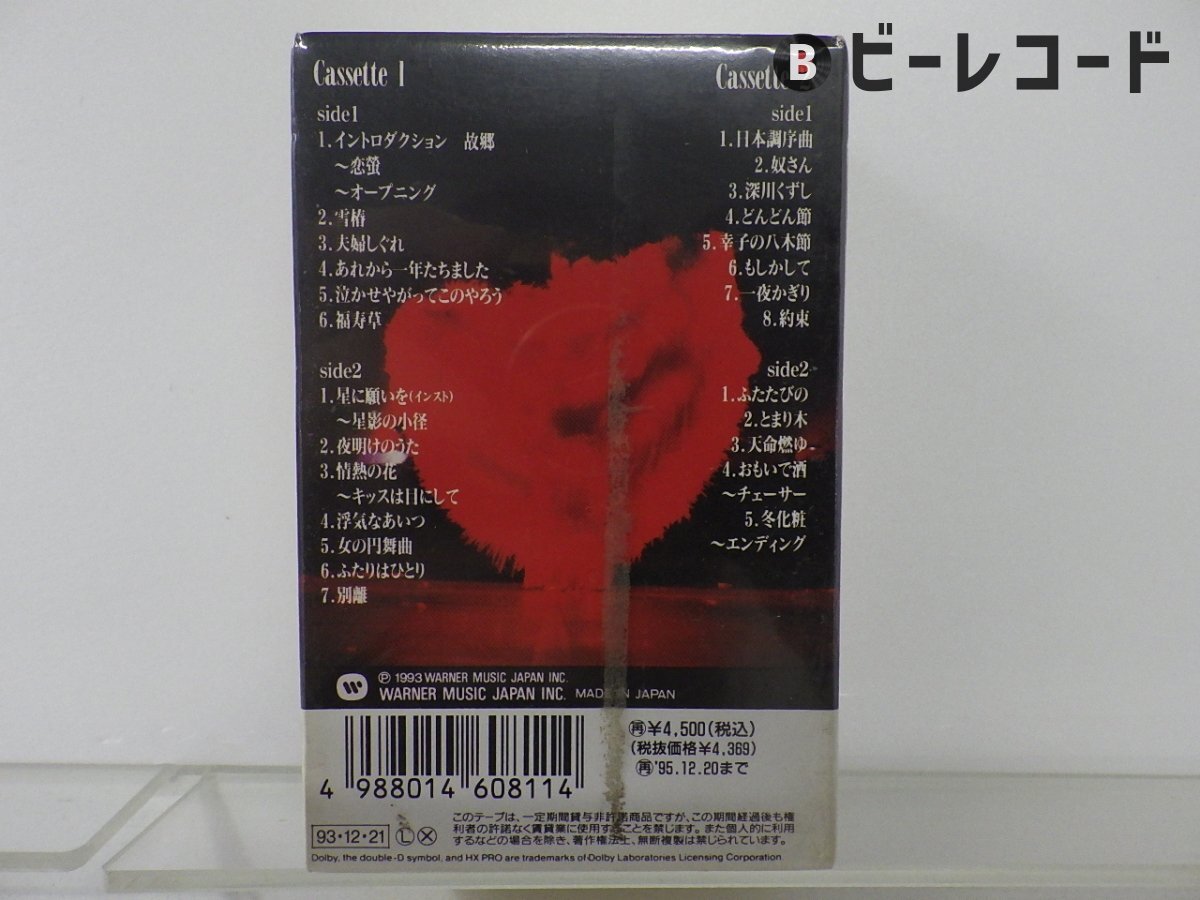 B ビーレコード
Cassette 1
side1
1.イントロダクション 故郷
～恋螢
～オープニング
2.雪椿
3.夫婦しぐれ
4.あれから一年たちました
5.泣かせやがってこのやろう
6.福寿草
side2
1.星に願いを(インスト)
～星影の小径
2.夜明けのうた
3.情熱の花
～キッスは目にして
4.浮気なあいつ
5.女の円舞曲
6.ふたりはひとり
7.別離
Cassette
side1
1.日本調序曲
2.奴さん
3.深川くずし
4.どんどん節
5.幸子の八木節
6.もしかして
7.一夜かぎり
8.約束
side2
1.ふたたびの
2.とまり木
3.天命燃ゆ
4.おもいで酒
～チェーサー
5.冬化粧
～エンディング
Ⓟ 1993 WARNER MUSIC JAPAN INC.
WARNER MUSIC JAPAN INC. MADE IN JAPAN
4 988014 608114
再¥4,500(税込)
(税抜価格¥4,369)
再'95.12.20まで
93・12・21 Ⓛ Ⓧ
このテープは、一定期間貸与非許諾商品ですが、この期間経過後も権
利者の許諾なく賃貸業に使用することを禁じます。また個人的に利用
するなどの場合を除き、著作権法上、無断複製は禁じられています。
Dolby, the double-D symbol, and HX PRO are trademarks of Dolby Laboratories Licensing Corporation